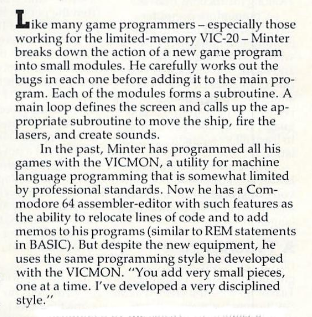 Like many game programmers – especially those
working for the limited-memory VIC-20 – Minter
breaks down the action of a new game program
into small modules. He carefully works out the
bugs in each one before adding it to the main pro-
gram. Each of the modules forms a subroutine. A
main loop defines the screen and calls up the ap-
propriate subroutine to move the ship, fire the
lasers, and create sounds.
In the past, Minter has programmed all his
games with the VICMON, a utility for machine
language programming that is somewhat limited
by professional standards. Now he has a Com-
modore 64 assembler-editor with such features as
the ability to relocate lines of code and to add
memos to his programs (similar to REM statements
in BASIC). But despite the new equipment, he
uses the same programming style he developed
with the VICMON. "You add very small pieces,
one at a time. I've developed a very disciplined
style."